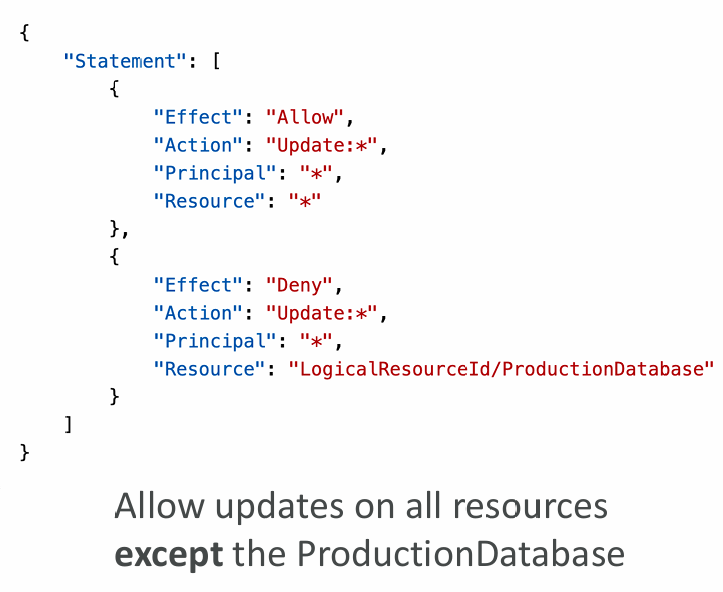 {
    "Statement": [
        {
            "Effect": "Allow",
            "Action": "Update:*",
            "Principal": "*",
            "Resource": "*"
        },
        {
            "Effect": "Deny",
            "Action": "Update:*",
            "Principal": "*",
            "Resource": "LogicalResourceId/ProductionDatabase"
        }
    ]
}
Allow updates on all resources
except the ProductionDatabase